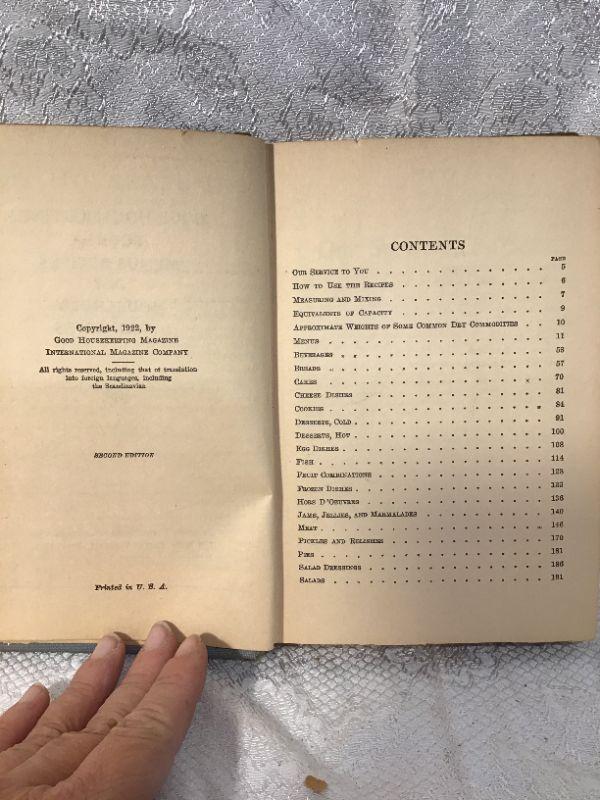 Copyright, 1922, by
GOOD HOUSEKEEPING MAGAZINE
INTERNATIONAL MAGAZINE COMPANY
All rights reserved, including that of translation
into foreign languages, including
the Scandinavian
SECOND EDITION
Printed in U. S. A.
CONTENTS
PAGE
OUR SERVICE TO YOU . . . . . . . . . . . . 5
HOW TO USE THE RECIPES . . . . . . . . . . . 6
MEASURING AND MIXING . . . . . . . . . . . . 7
EQUIVALENTS OF CAPACITY . . . . . . . . . . . 9
APPROXIMATE WEIGHTS OF SOME COMMON DRY COMMODITIES . . 10
MENUS . . . . . . . . . . . . . . . . 11
BEVERAGES . . . . . . . . . . . . . . . 53
BREADS . . . . . . . . . . . . . . . . 57
CAKES . . . . . . . . . . . . . . . . 70
CHEESE DISHES . . . . . . . . . . . . . . 81
COOKIES . . . . . . . . . . . . . . . . 84
DESSERTS, COLD . . . . . . . . . . . . . . 91
DESSERTS, HOT . . . . . . . . . . . . . . 100
EGG DISHES . . . . . . . . . . . . . . . 108
FISH . . . . . . . . . . . . . . . . . 114
FRUIT COMBINATIONS . . . . . . . . . . . . 128
FROZEN DISHES . . . . . . . . . . . . . .
HORS D'OEUVRES . . . . . . . . . . . . . . 136
JAMS, JELLIES, AND MARMALADES . . . . . . . . . 140
MEAT . . . . . . . . . . . . . . . . . 146
PICKLES AND RELISHES . . . . . . . . . . . . 170
PIES . . . . . . . . . . . . . . . . . 181
SALAD DRESSINGS . . . . . . . . . . . . . 186
SALADS . . . . . . . . . . . . . . . . 191